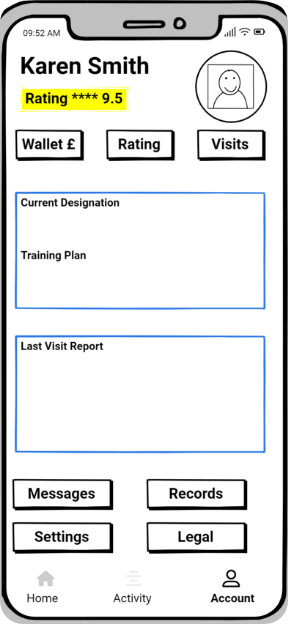 09:52 AM
Karen Smith
Rating **** 9.5
Wallet £
Rating
Visits
Current Designation
Training Plan
Last Visit Report
Messages
Records
Settings
Legal
Home
Activity
Account